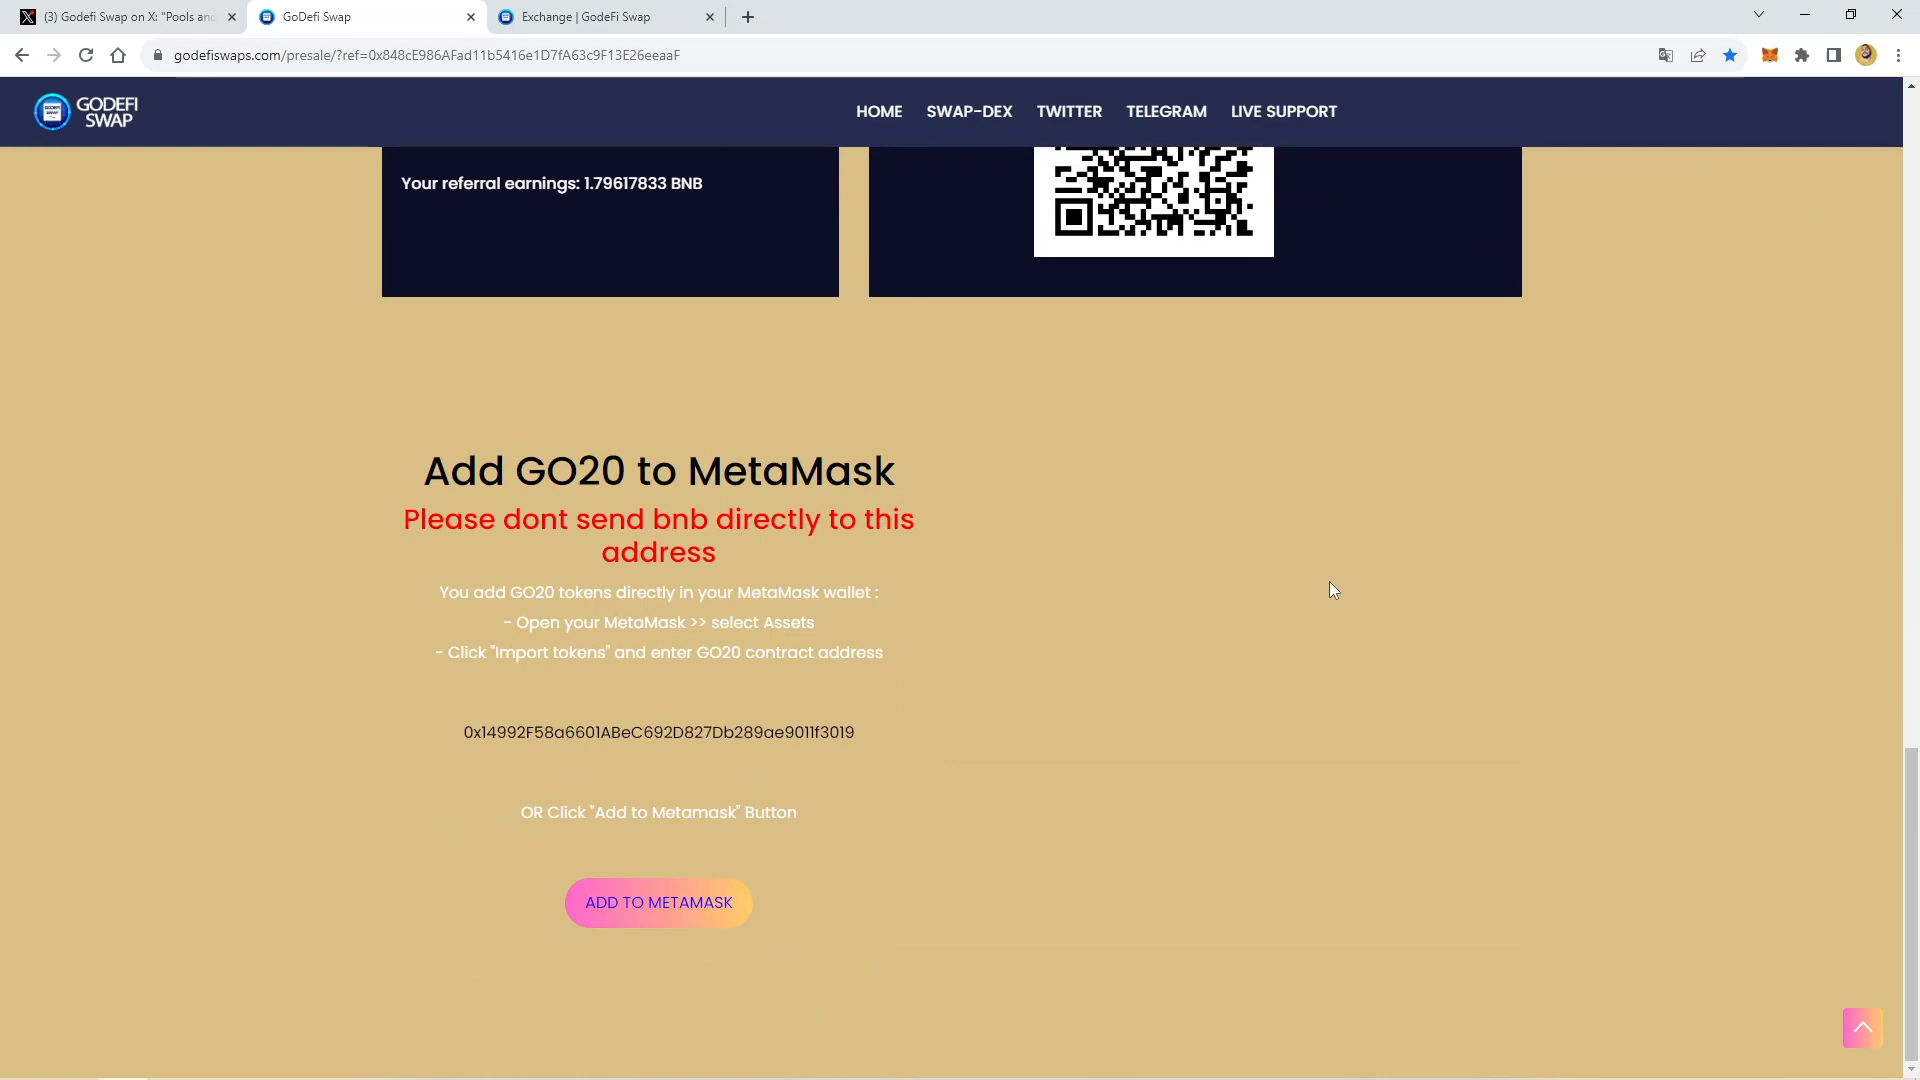 (3) Godefi Swap on X: "Pools and
GoDefi Swap
Exchange | GodeFi Swap
godefiswaps.com/presale/?ref=0x848cE986AFad11b5416e1D7fA63c9F13E26eeaaF
GODEFI
SWAP
HOME
SWAP-DEX
TWITTER
TELEGRAM
LIVE SUPPORT
Your referral earnings: 1.79617833 BNB
Add GO20 to MetaMask
Please dont send bnb directly to this
address
You add GO20 tokens directly in your MetaMask wallet :
- Open your MetaMask >> select Assets
- Click "Import tokens" and enter GO20 contract address
0x14992F58a6601ABeC692D827Db289ae9011f3019
OR Click "Add to Metamask" Button
ADD TO METAMASK